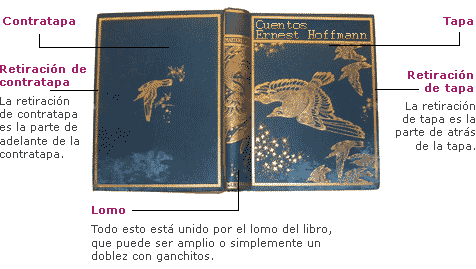 Contratapa
Tapa
Cuentos
Ernest Hoffmann
Retiración de
contratapa
La retiración
de contratapa
es la parte de
adelante de la
contratapa.
Retiración
de tapa
La retiración
de tapa es la
parte de atrás
de la tapa.
Lomo
Todo esto está unido por el lomo del libro,
que puede ser amplio o simplemente un
doblez con ganchitos.